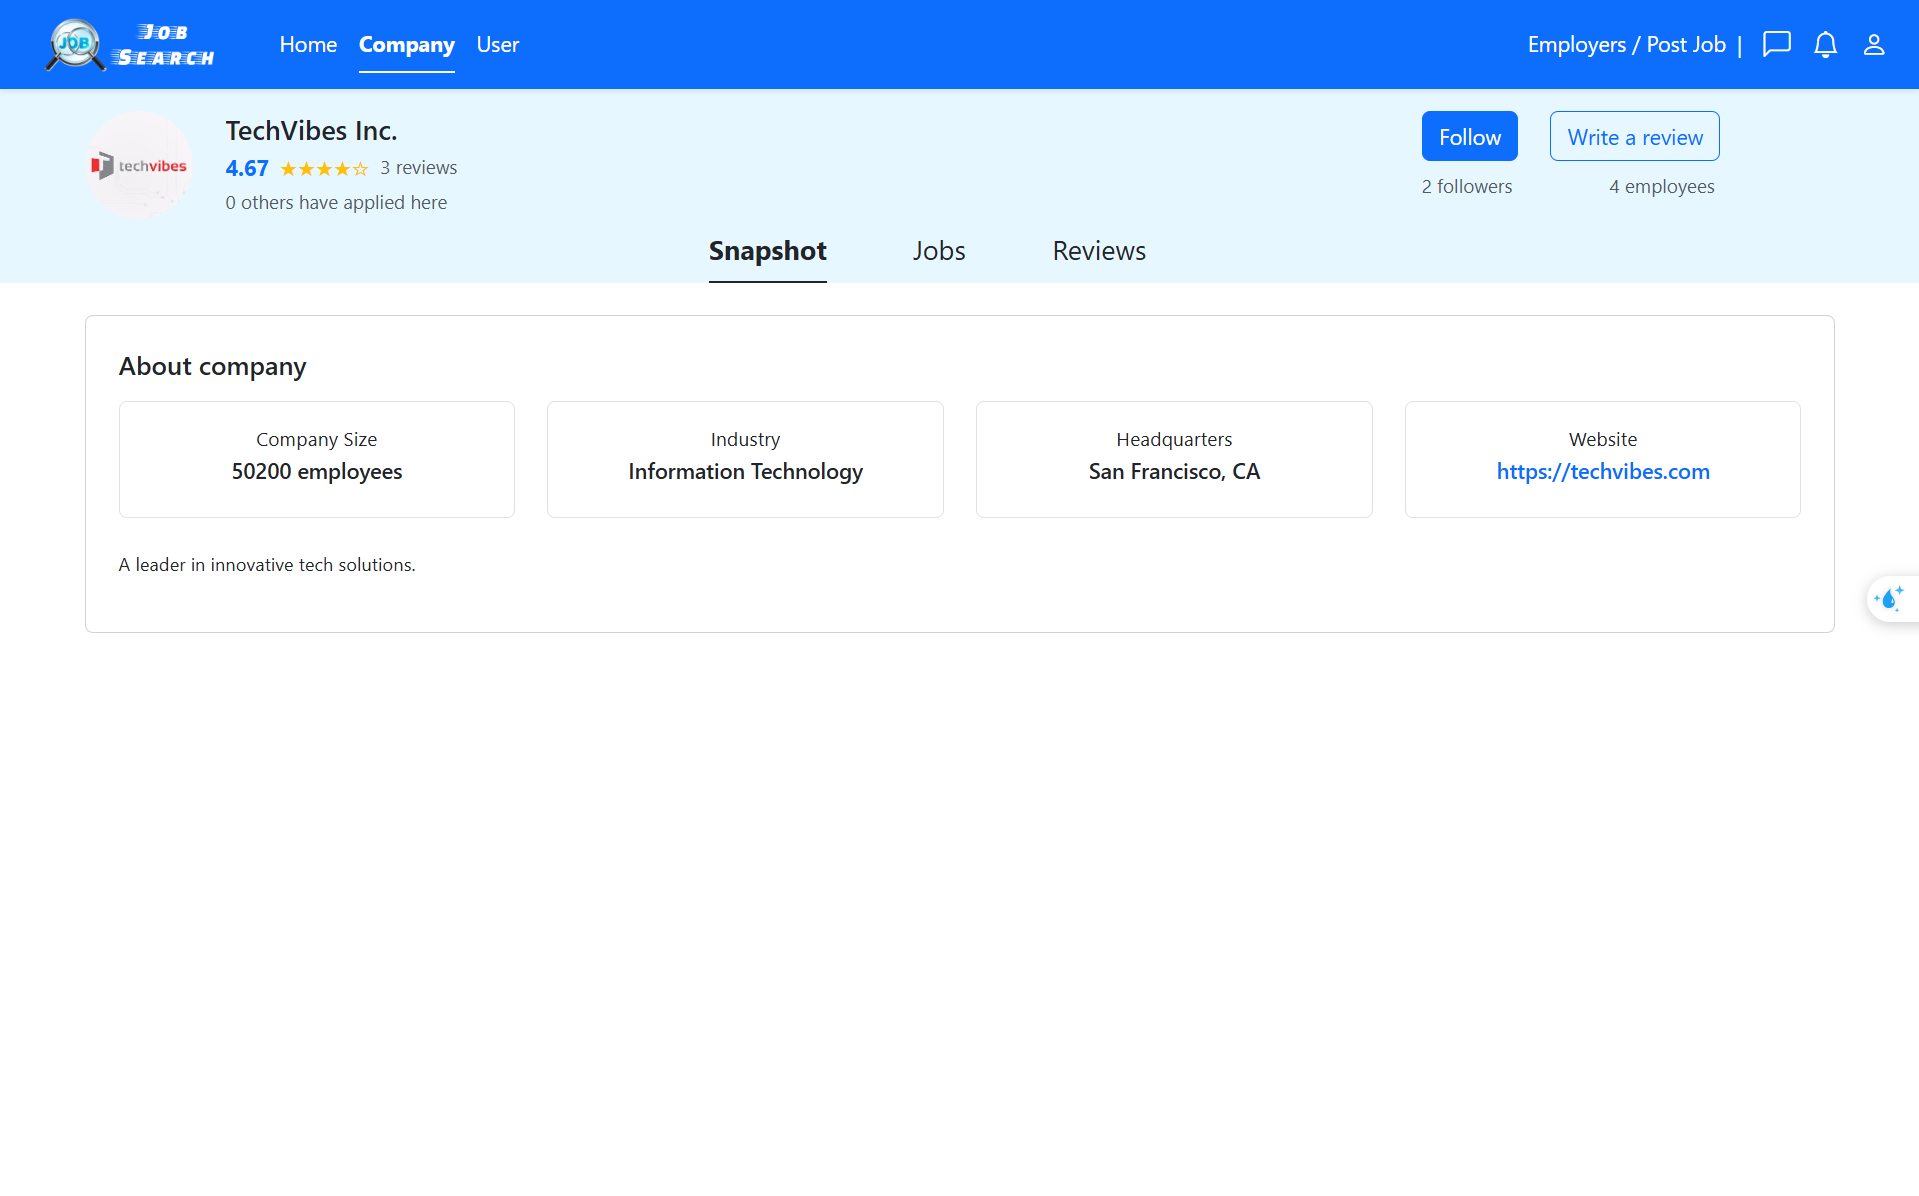 JOB
JOB
SEARCH
Home Company User
Employers / Post Job |
techvibes
TechVibes Inc.
4.67 ★★★★☆ 3 reviews
0 others have applied here
Follow
Write a review
2 followers
4 employees
Snapshot Jobs Reviews
About company
Company Size
50200 employees
Industry
Information Technology
Headquarters
San Francisco, CA
Website
https://techvibes.com
A leader in innovative tech solutions.